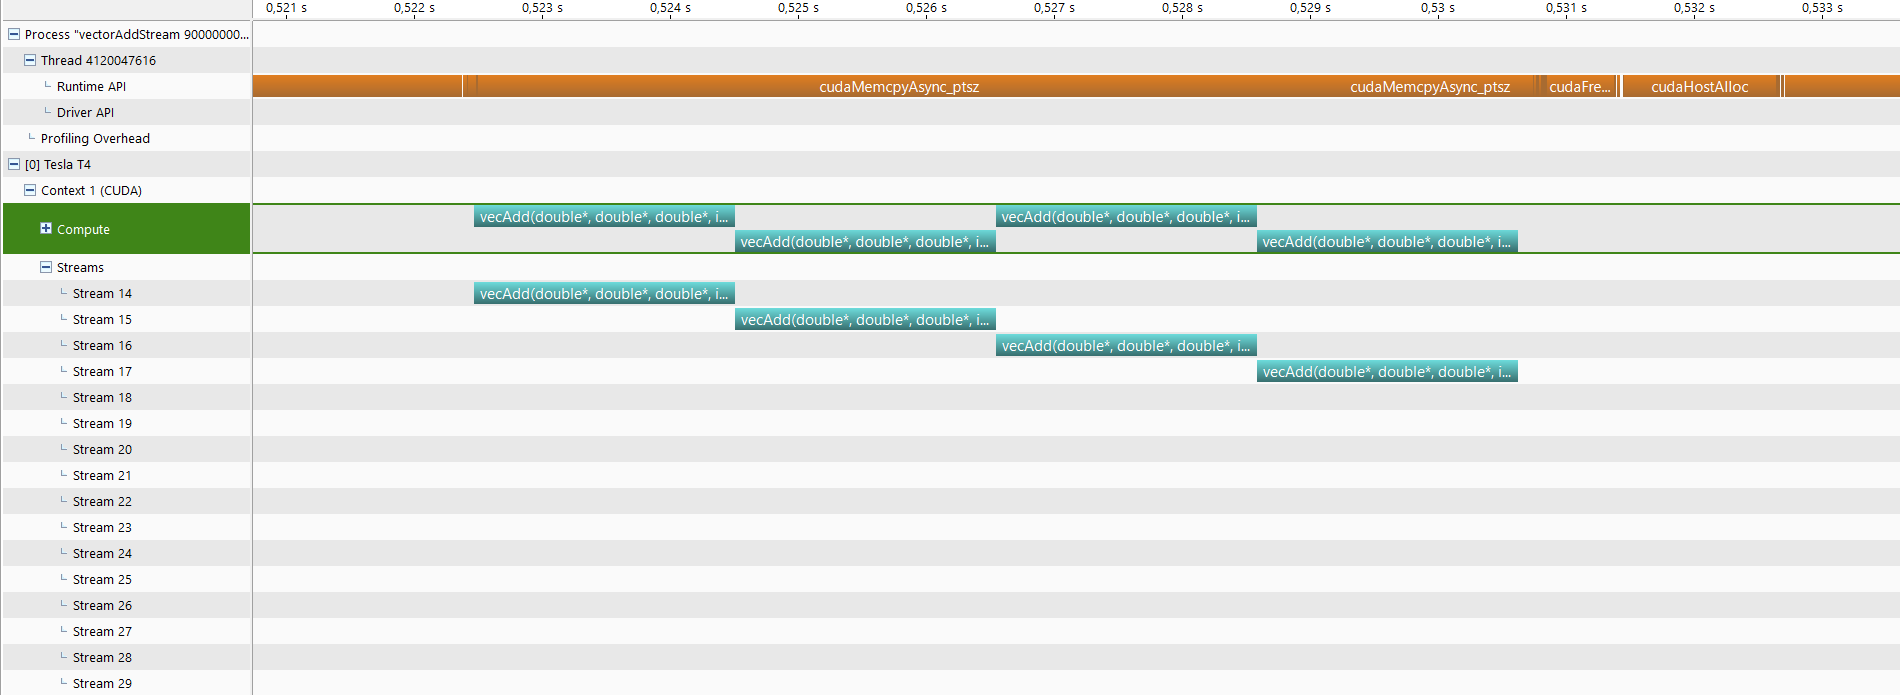 0,521 s 0,522 s 0,523 s 0,524 s 0,525 s 0,526 s 0,527 s 0,528 s 0,529 s 0,53 s 0,531 s 0,532 s 0,533 s
Process "vectorAddStream 90000000...
Thread 4120047616
Runtime API cudaMemcpyAsync_ptsz cudaMemcpyAsync_ptsz cudaFre... cudaHostAlloc
Driver API
Profiling Overhead
[0] Tesla T4
Context 1 (CUDA)
vecAdd(double*, double*, double*, i... vecAdd(double*, double*, double*, i...
Compute
vecAdd(double*, double*, double*, i... vecAdd(double*, double*, double*, i...
Streams
Stream 14 vecAdd(double*, double*, double*, i...
Stream 15 vecAdd(double*, double*, double*, i...
Stream 16 vecAdd(double*, double*, double*, i...
Stream 17 vecAdd(double*, double*, double*, i...
Stream 18
Stream 19
Stream 20
Stream 21
Stream 22
Stream 23
Stream 24
Stream 25
Stream 26
Stream 27
Stream 28
Stream 29